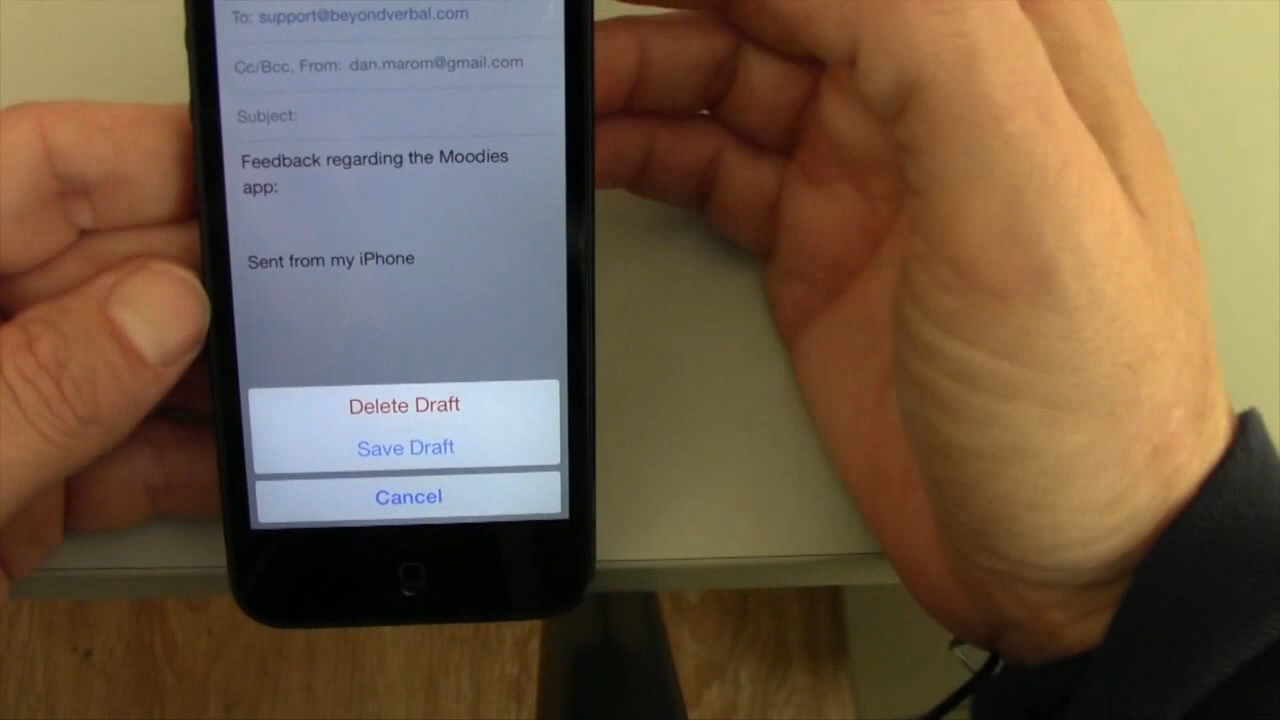 To: support@beyondverbal.com
Cc/Bcc, From: dan.marom@gmail.com
Subject:
Feedback regarding the Moodies
app:
Sent from my iPhone
Delete Draft
Save Draft
Cancel